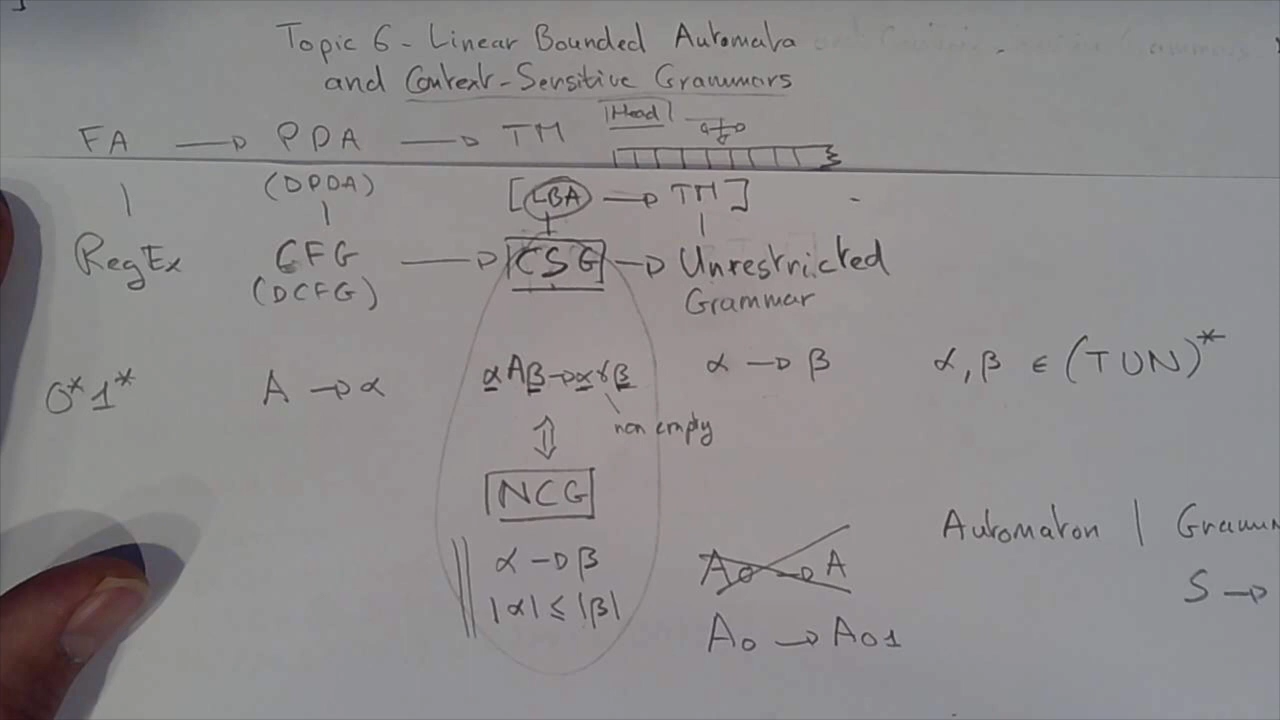 Topic 6 - Linear Bounded Automata
and Context-Sensitive Grammars
FA → PDA → TM |Head|
(DPDA) [LBA → TM]
RegEx CFG → CSG → Unrestricted
(DCFG) Grammar
0*1* A → α αAβ → αγβ α → β α, β ∈ (TUN)*
non empty
⇕
NCG
Automaton | Gramm
α → β A0 → A
|α| ≤ |β| S →
A0 → A01